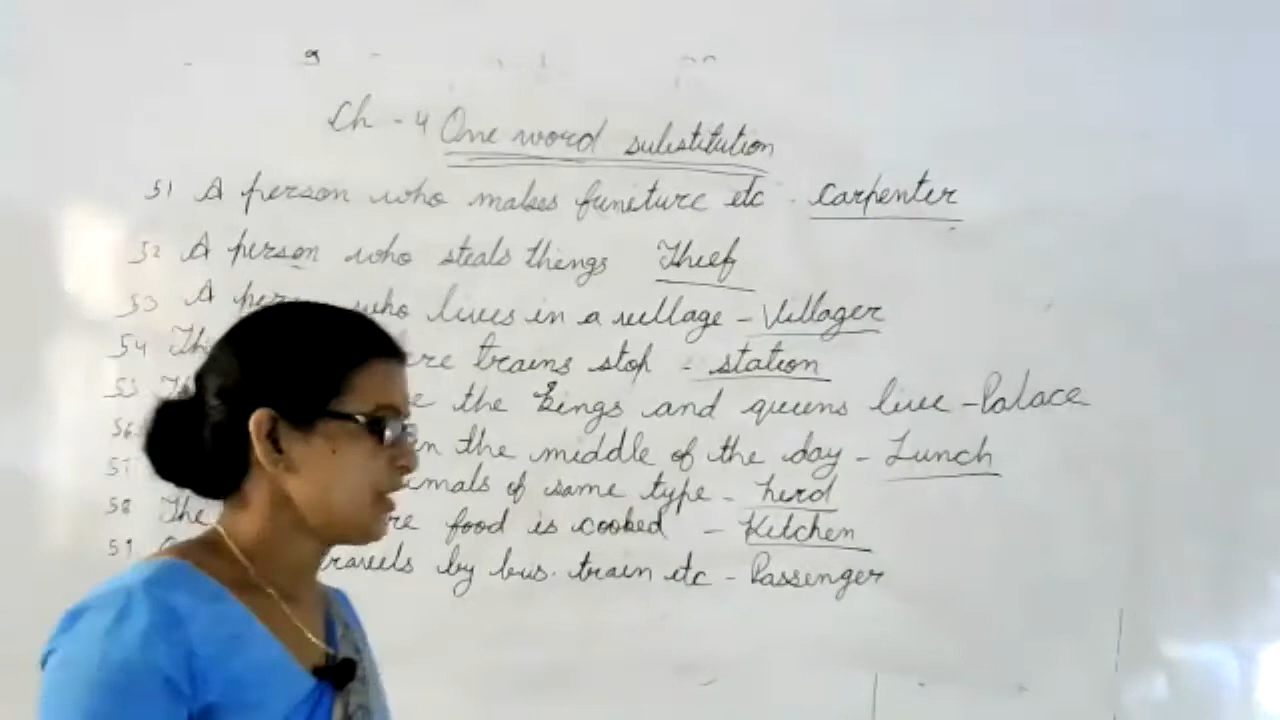 Ch - 4 One word substitution
51 A person who makes funiture etc - Carpenter
52 A person who steals things Thief
53 A who lives in a village - Villager
54 trains stop - station
55 the kings and queens live - Palace
56 in the middle of the day - Lunch
57 of same type - herd
58 The food is cooked - Kitchen
59 travels by bus. train etc - Passenger